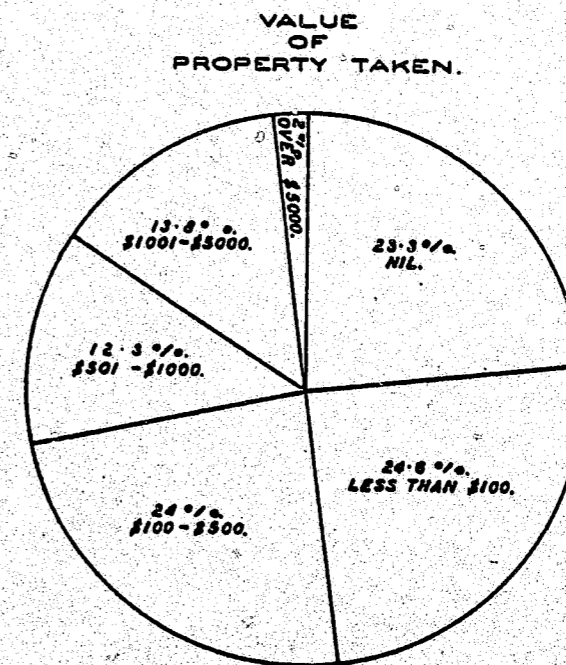 VALUE
OF
PROPERTY TAKEN.
2%
OVER $5000.
23·3%
NIL.
24·6%
LESS THAN $100.
24%
$100-$500.
12·3%
$501-$1000.
13·8%
$1001-$5000.